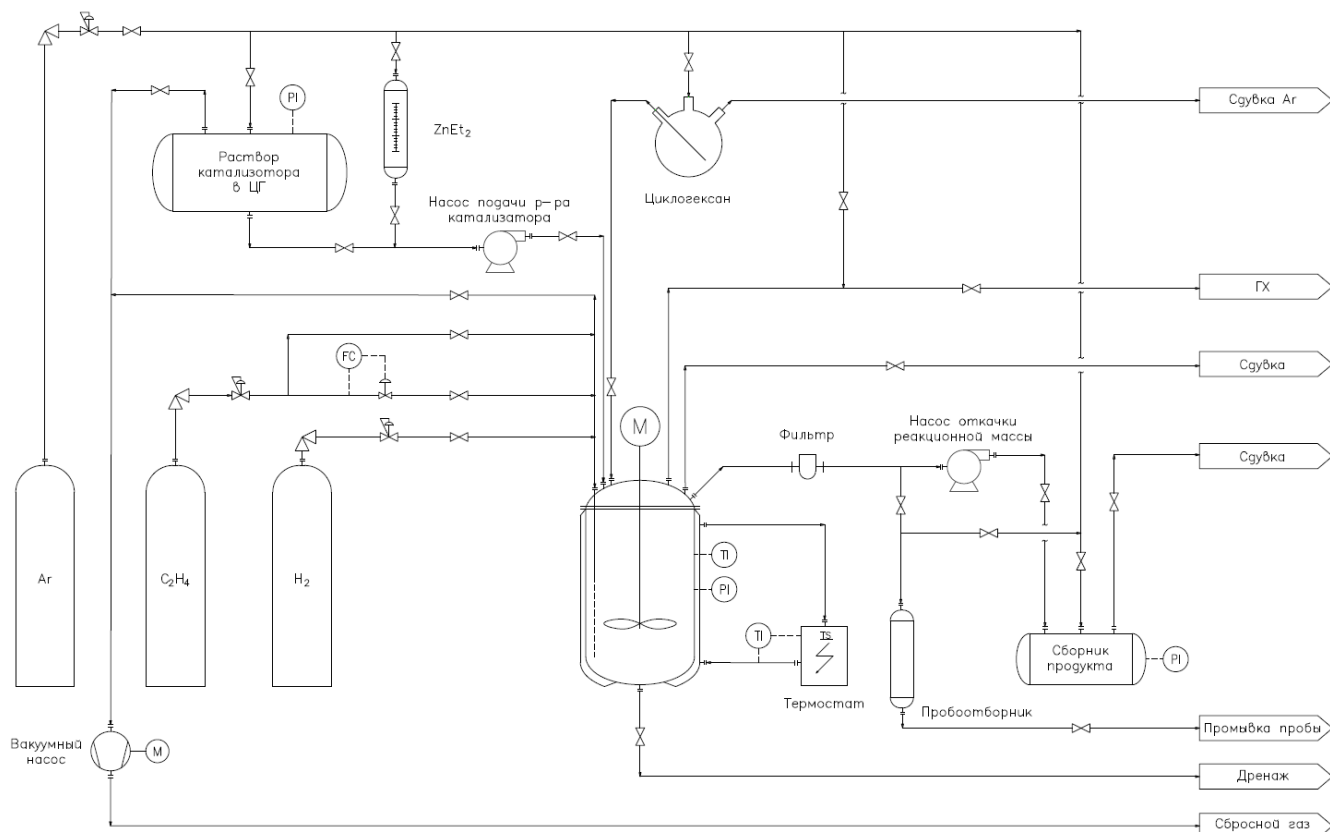 PI
Раствор
катализотора
в ЦГ
ZnEt₂
Насос подачи р-ра
катализатора
Циклогексан
Сдувка Ar
ГХ
Сдувка
FC
M
Фильтр
Насос откачки
реакционной массы
Сдувка
Ar
C₂H₄
H₂
TI
PI
TI
TS
Термостат
Пробоотборник
Сборник
продукта
PI
Вакуумный
насос
M
Промывка пробы
Дренаж
Сбросной газ